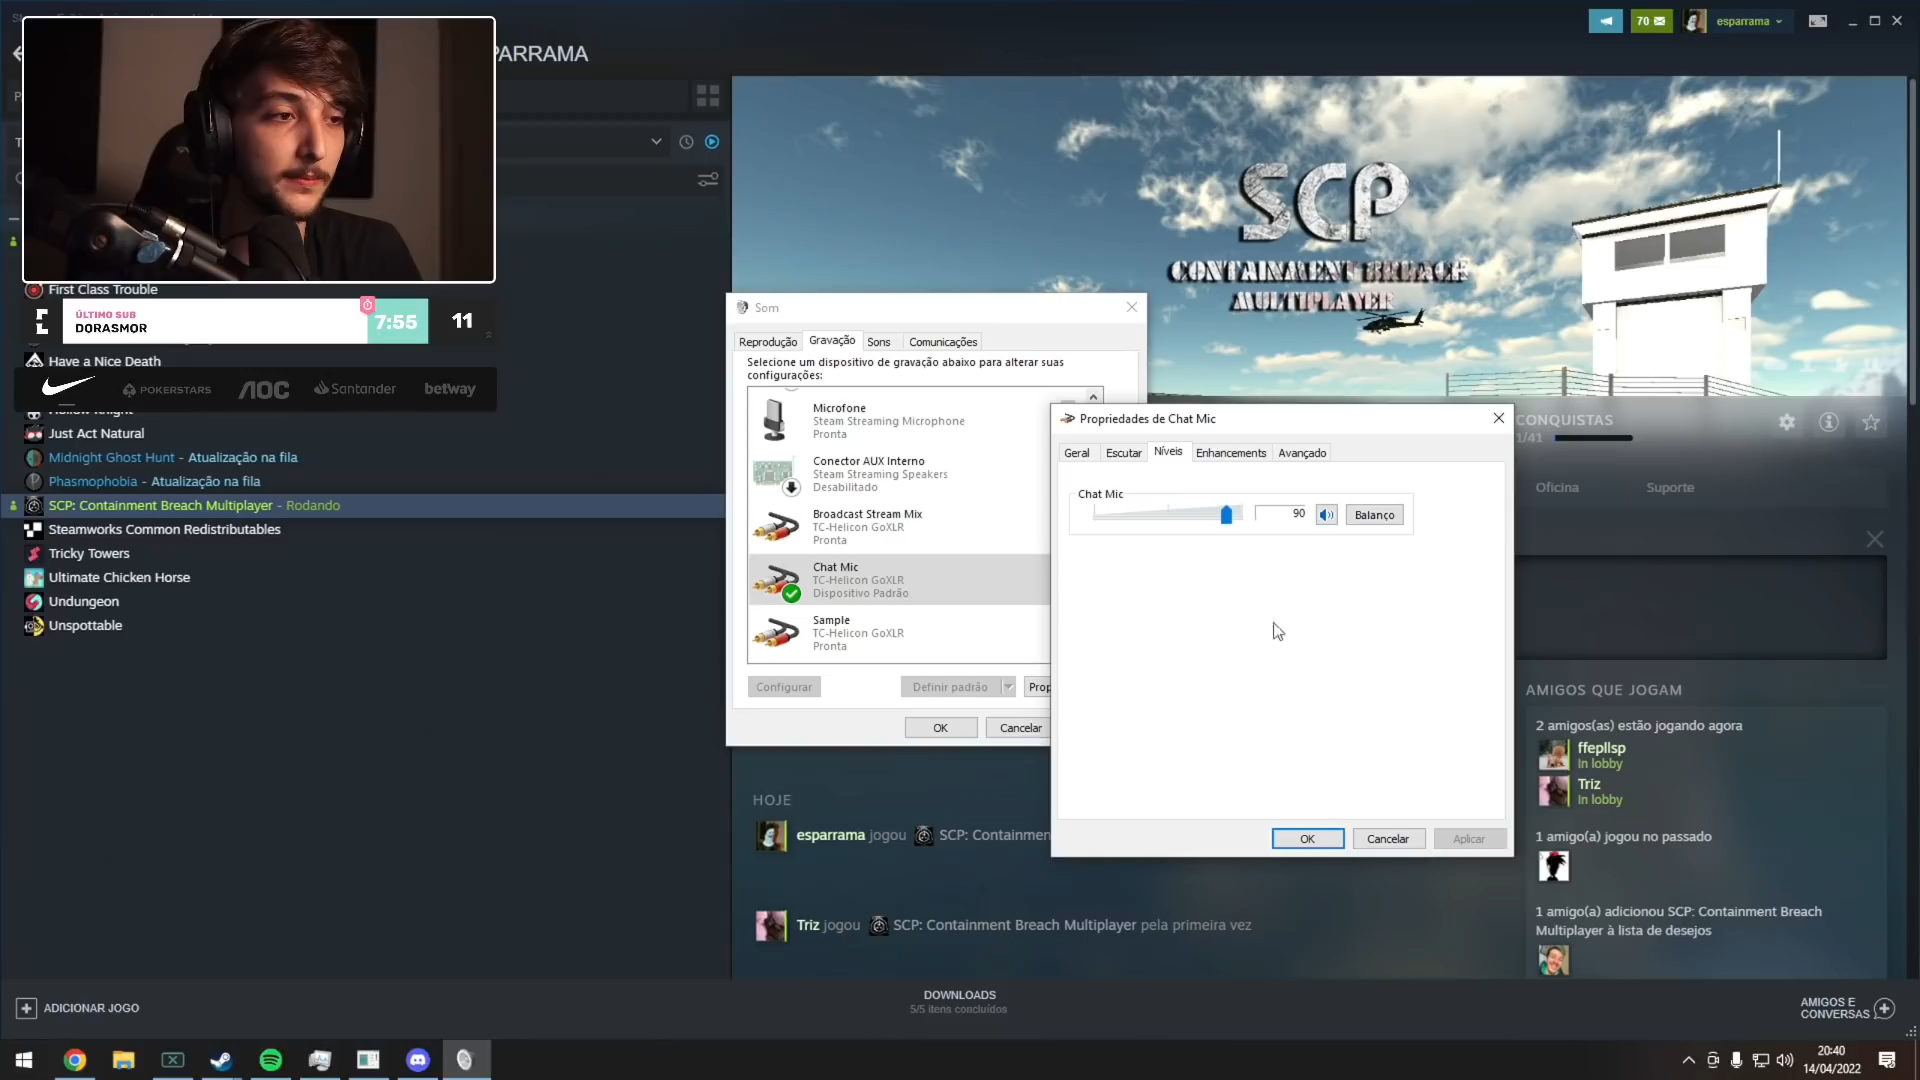 PARRAMA
70
esparrama
First Class Trouble
ÚLTIMO SUB
DORASMOR
7:55
11
Have a Nice Death
POKERSTARS
AOC
Santander
betway
Hollow Knight
Just Act Natural
Midnight Ghost Hunt - Atualização na fila
Phasmophobia - Atualização na fila
SCP: Containment Breach Multiplayer - Rodando
Steamworks Common Redistributables
Tricky Towers
Ultimate Chicken Horse
Undungeon
Unspottable
SCP
CONTAINMENT BREACH
MULTIPLAYER
Som
Reprodução
Gravação
Sons
Comunicações
Selecione um dispositivo de gravação abaixo para alterar suas
configurações:
Microfone
Steam Streaming Microphone
Pronta
Conector AUX Interno
Steam Streaming Speakers
Desabilitado
Broadcast Stream Mix
TC-Helicon GoXLR
Pronta
Chat Mic
TC-Helicon GoXLR
Dispositivo Padrão
Sample
TC-Helicon GoXLR
Pronta
Configurar
Definir padrão
Prop
OK
Cancelar
Propriedades de Chat Mic
Geral
Escutar
Níveis
Enhancements
Avançado
Chat Mic
90
Balanço
OK
Cancelar
Aplicar
CONQUISTAS
1/41
Oficina
Suporte
AMIGOS QUE JOGAM
2 amigos(as) estão jogando agora
ffepllsp
In lobby
Triz
In lobby
1 amigo(a) jogou no passado
1 amigo(a) adicionou SCP: Containment Breach
Multiplayer à lista de desejos
HOJE
esparrama jogou SCP: Containmen
Triz jogou SCP: Containment Breach Multiplayer pela primeira vez
ADICIONAR JOGO
DOWNLOADS
5/5 itens concluídos
AMIGOS E
CONVERSAS
20:40
14/04/2022